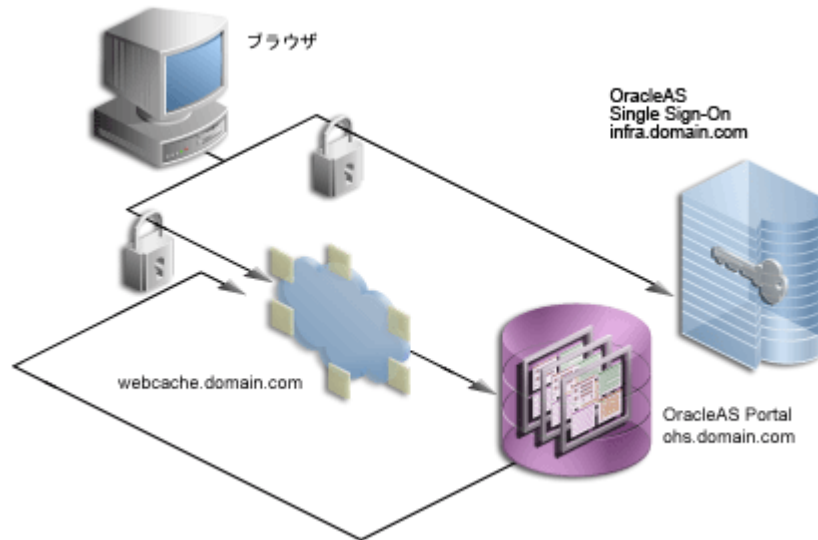 ブラウザ
OracleAS
Single Sign-On
infra.domain.com
webcache.domain.com
OracleAS Portal
ohs.domain.com